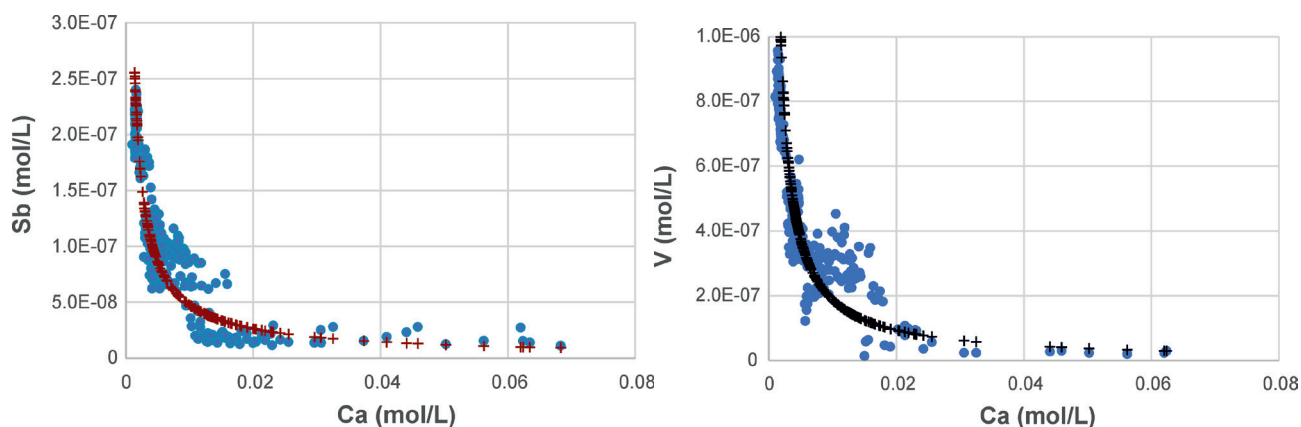 3.0E-07
2.5E-07
2.0E-07
1.5E-07
1.0E-07
5.0E-08
0
Sb (mol/L)
0 0.02 0.04 0.06 0.08
Ca (mol/L)
1.0E-06
8.0E-07
6.0E-07
4.0E-07
2.0E-07
0
V (mol/L)
0 0.02 0.04 0.06 0.08
Ca (mol/L)